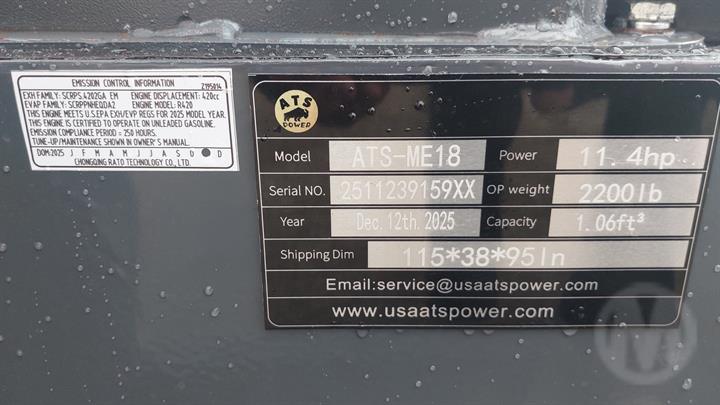 EMISSION CONTROL INFORMATION
Z195014
EXH FAMILY: SCRPS.4202GA EM ENGINE DISPLACEMENT: 420cc
EVAP FAMILY: SCRPPNHEQDA2 ENGINE MODEL: R420
THIS ENGINE MEETS U.S.EPA EXH/EVP REGS FOR 2025 MODEL YEAR.
THIS ENGINE IS CERTIFIED TO OPERATE ON UNLEADED GASOLINE.
EMISSION COMPLIANCE PERIOD = 250 HOURS.
TUNE-UP/MAINTENANCE SHOWN IN OWNER'S MANUAL.
DOM:2025 J F M A M J J A S O D
CHONGQING RATO TECHNOLOGY CO., LTD.
ATS
POWER
Model ATS-ME18 Power 11.4hp
Serial NO. 2511239159XX OP weight 2200lb
Year Dec.12th.2025 Capacity 1.06ft³
Shipping Dim 115*38*95In
Email:service@usaatspower.com
www.usaatspower.com